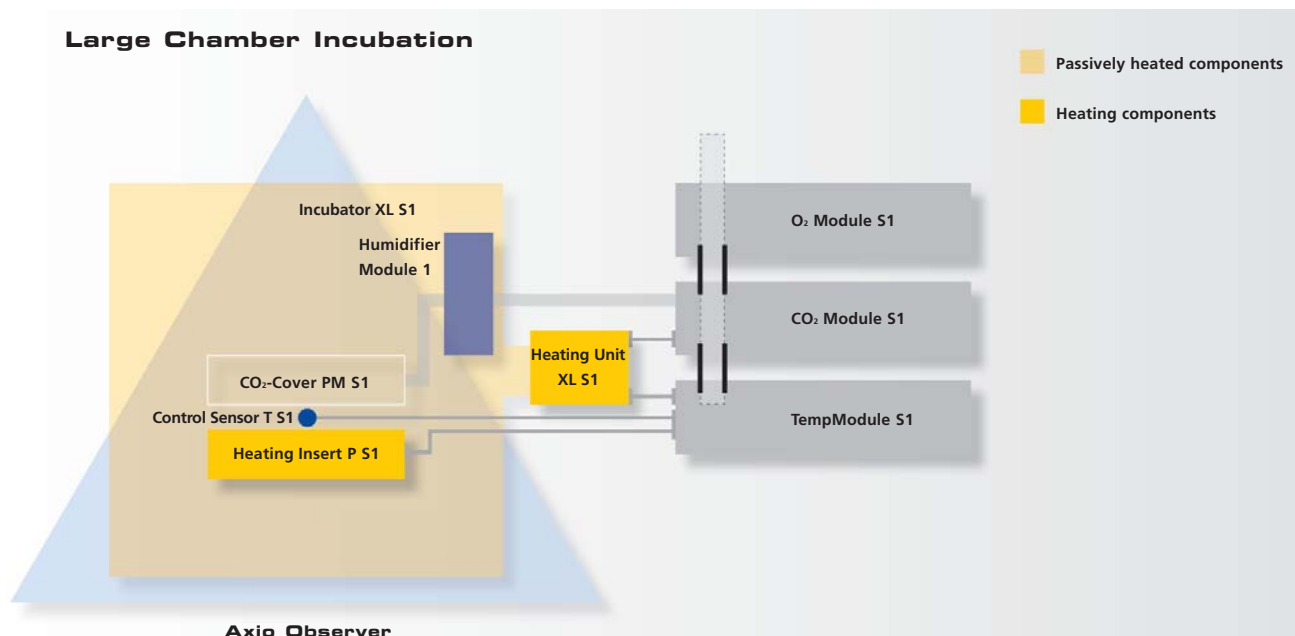 Large Chamber Incubation
Passively heated components
Heating components
Incubator XL S1
Humidifier
Module 1
O₂ Module S1
CO₂ Module S1
Heating Unit
XL S1
CO₂-Cover PM S1
Control Sensor T S1
TempModule S1
Heating Insert P S1
Axio Observer